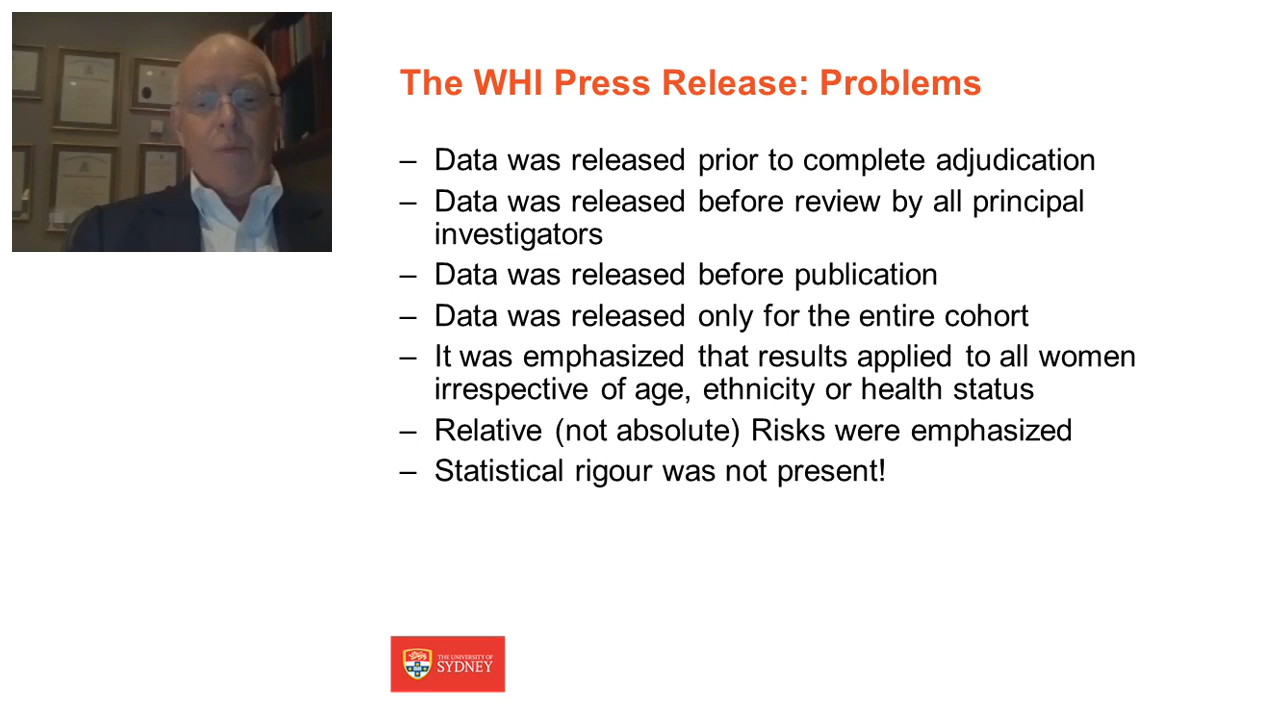 The WHI Press Release: Problems
– Data was released prior to complete adjudication
– Data was released before review by all principal
investigators
– Data was released before publication
– Data was released only for the entire cohort
– It was emphasized that results applied to all women
irrespective of age, ethnicity or health status
– Relative (not absolute) Risks were emphasized
– Statistical rigour was not present!
THE UNIVERSITY OF
SYDNEY